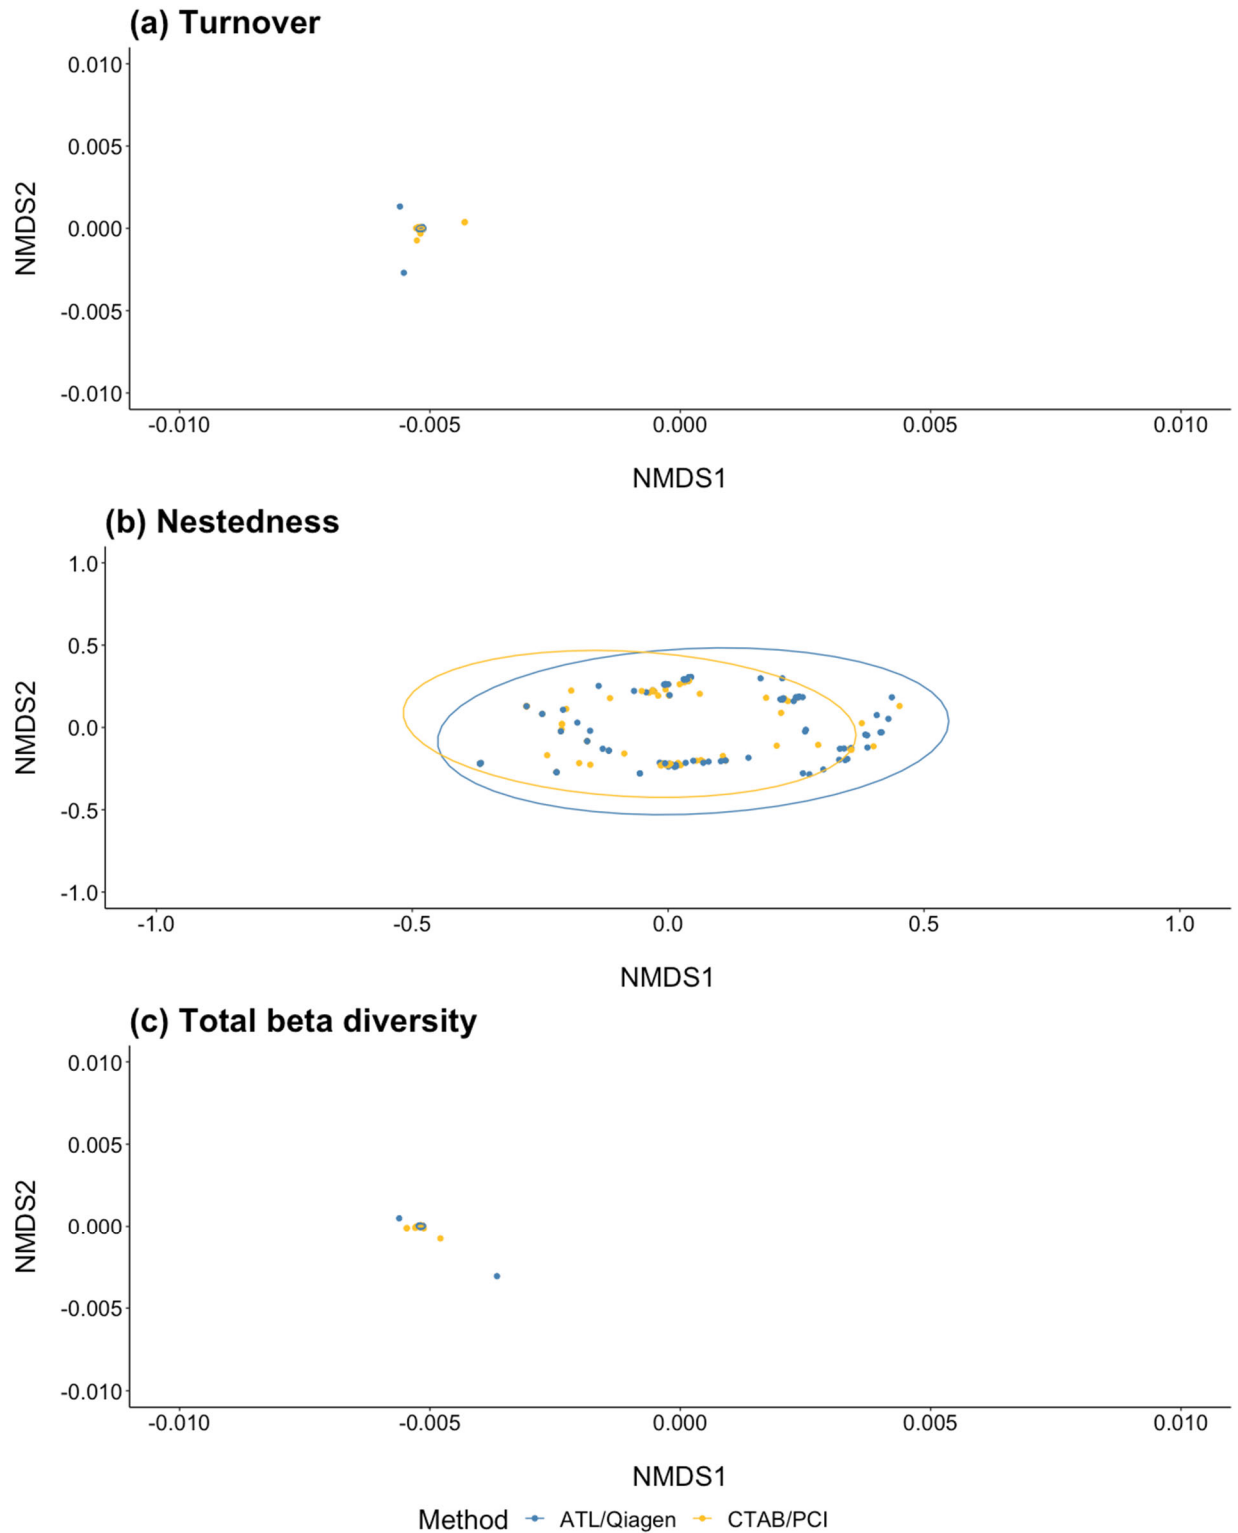 (a) Turnover
0.010
0.005
0.000
-0.005
-0.010
NMDS2
-0.010 -0.005 0.000 0.005 0.010
NMDS1
(b) Nestedness
1.0
0.5
0.0
-0.5
-1.0
NMDS2
-1.0 -0.5 0.0 0.5 1.0
NMDS1
(c) Total beta diversity
0.010
0.005
0.000
-0.005
-0.010
NMDS2
-0.010 -0.005 0.000 0.005 0.010
NMDS1
Method ATL/Qiagen CTAB/PCI